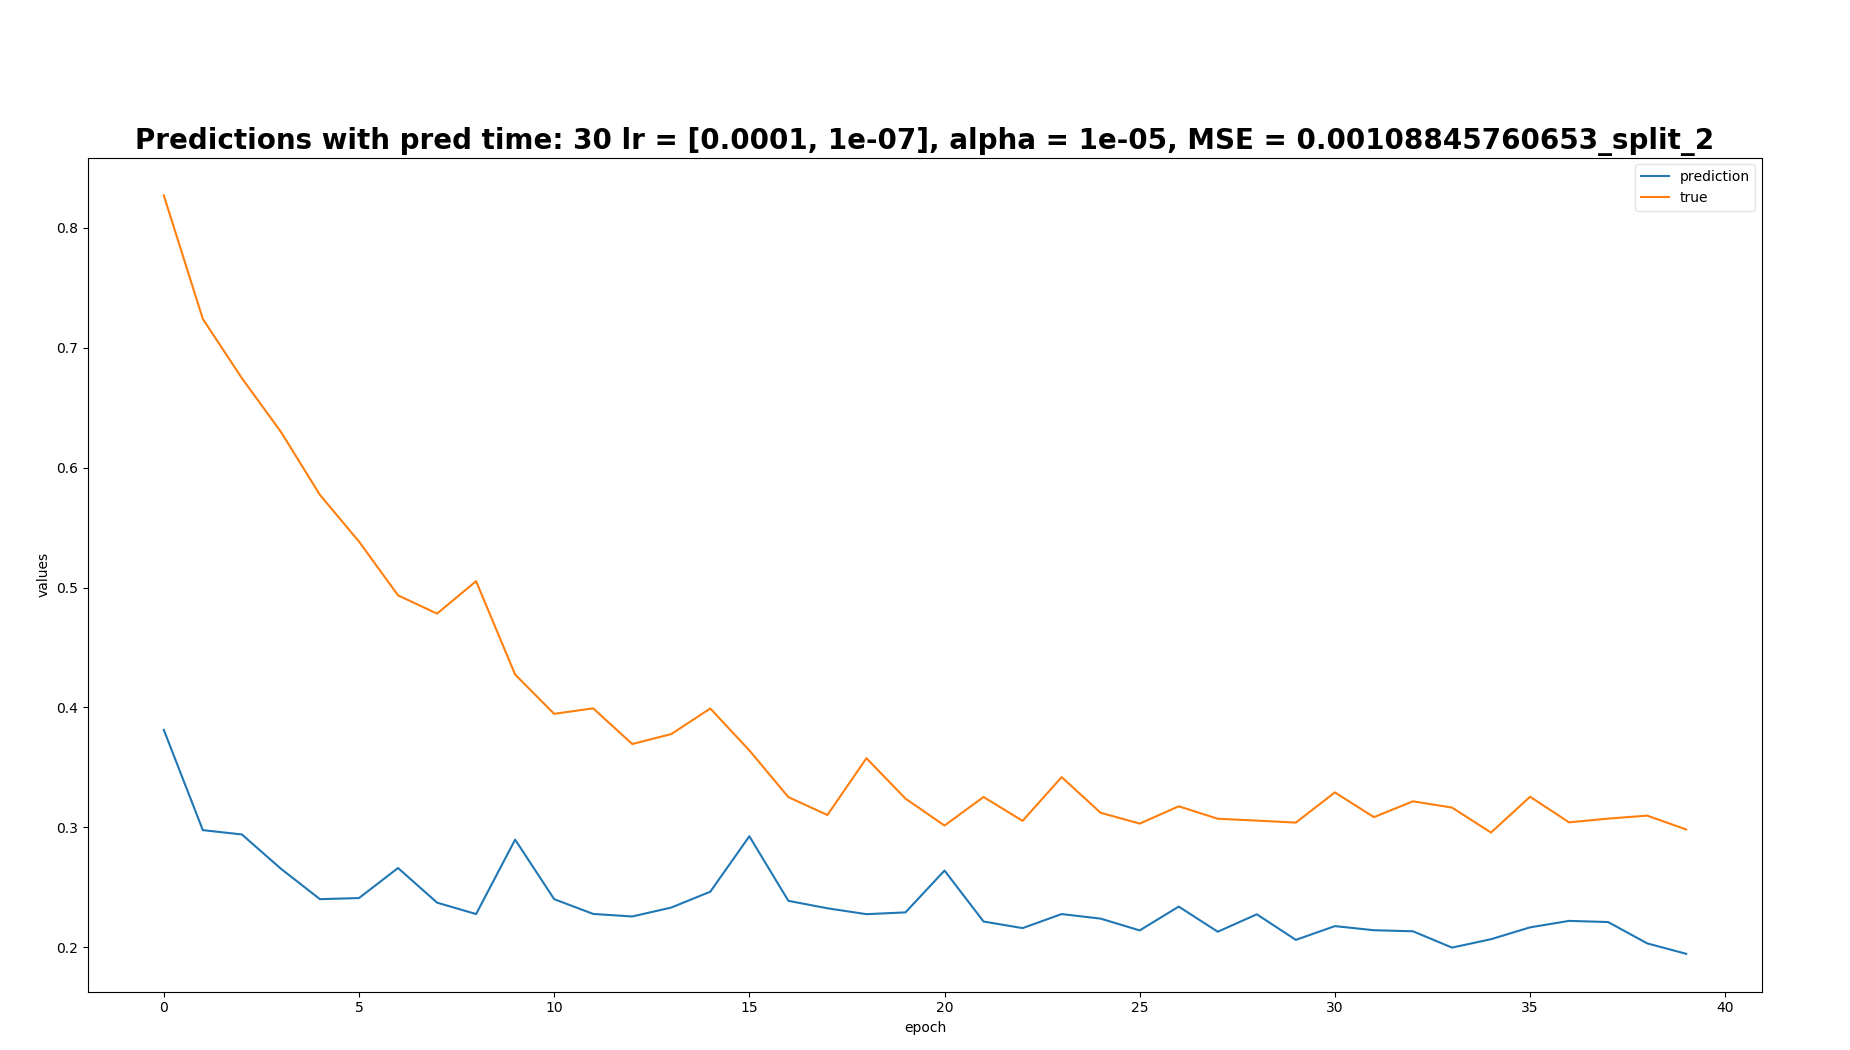 Predictions with pred time: 30 lr = [0.0001, 1e-07], alpha = 1e-05, MSE = 0.00108845760653_split_2
prediction
true
0.8
0.7
0.6
0.5
0.4
0.3
0.2
values
0 5 10 15 20 25 30 35 40
epoch